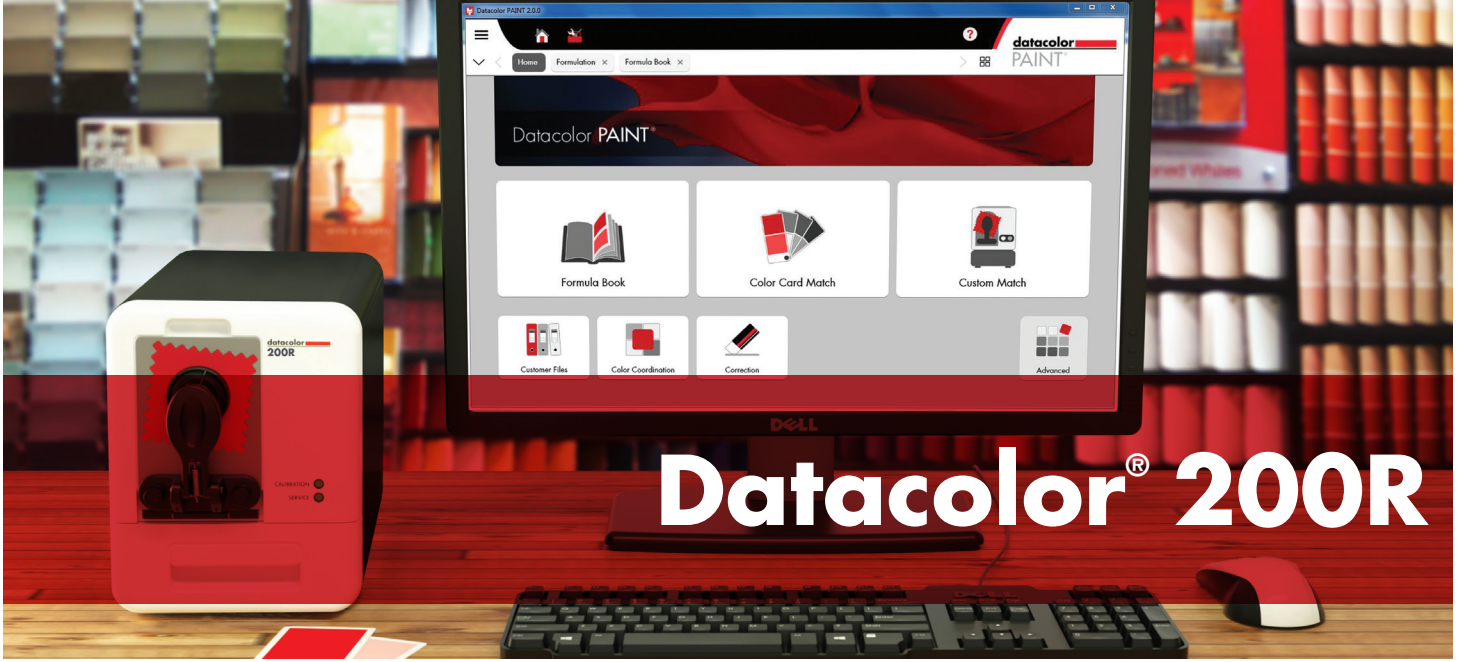 Datacolor PAINT 2.0.0
datacolor
PAINT
Home
Formulation
Formula Book
Datacolor PAINT®
Formula Book
Color Card Match
Custom Match
Customer Files
Color Coordination
Correction
Advanced
datacolor
200R
CALIBRATION
SERVICE
DELL
Datacolor® 200R